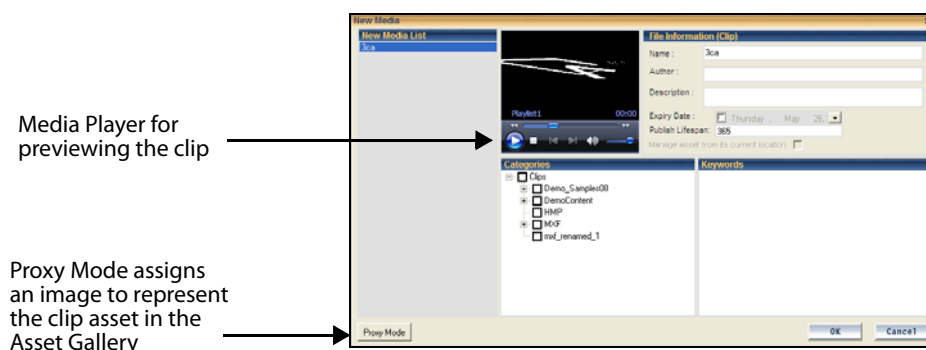 New Media
New Media List
3ca
Playlist1 00:00
File Information (Clip)
Name : 3ca
Author :
Description :
Expiry Date : Thursday , May 26,
Publish Lifespan: 365
Manage asset from its current location
Categories
Clips
Demo_Samples08
DemoContent
HMP
MXF
mxf_renamed_1
Keywords
Media Player for
previewing the clip
Proxy Mode assigns
an image to represent
the clip asset in the
Asset Gallery
Proxy Mode
OK
Cancel